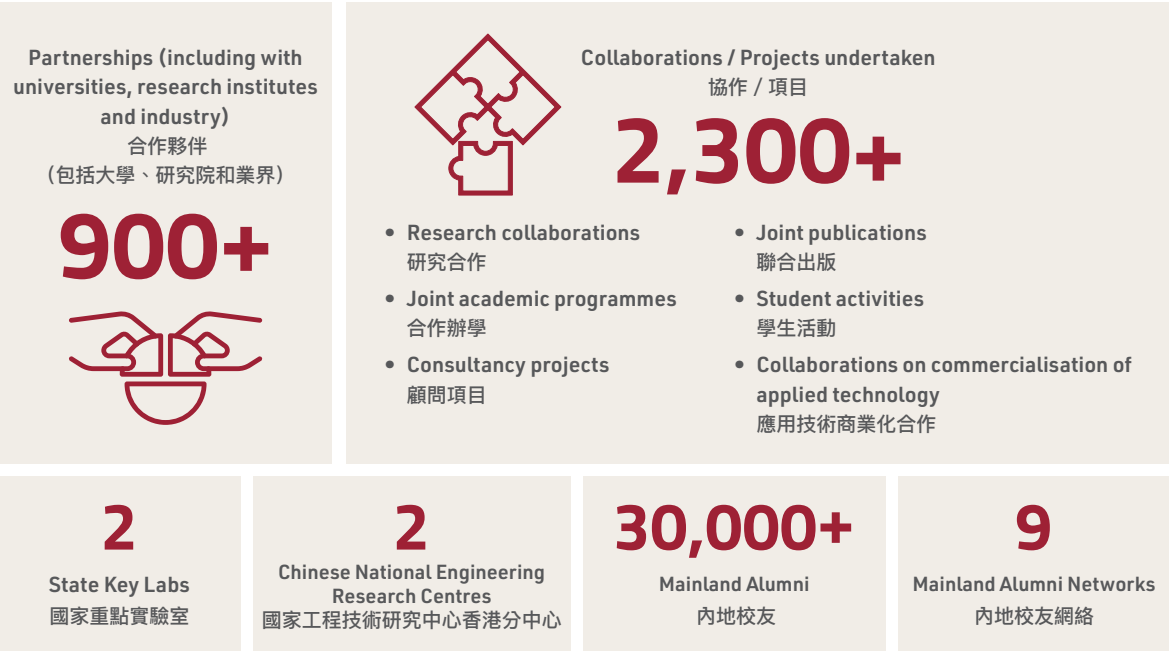 Partnerships (including with
universities, research institutes
and industry)
合作夥伴
（包括大學、研究院和業界）
900+
Collaborations / Projects undertaken
協作 / 項目
2,300+
• Research collaborations
研究合作
• Joint academic programmes
合作辦學
• Consultancy projects
顧問項目
• Joint publications
聯合出版
• Student activities
學生活動
• Collaborations on commercialisation of
applied technology
應用技術商業化合作
2
State Key Labs
國家重點實驗室
2
Chinese National Engineering
Research Centres
國家工程技術研究中心香港分中心
30,000+
Mainland Alumni
內地校友
9
Mainland Alumni Networks
內地校友網絡